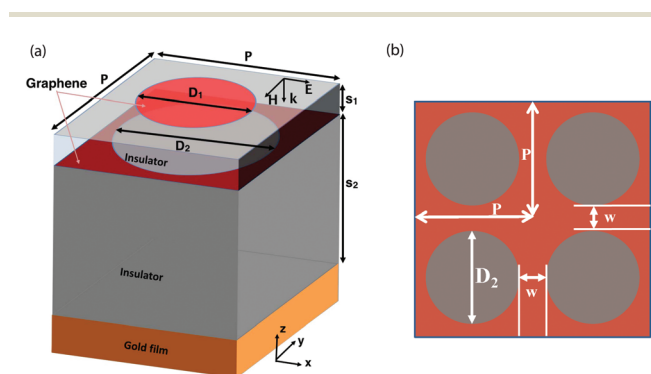 (a)
P
P
Graphene
E
H
k
D₁
s₁
D₂
Insulator
s₂
Insulator
Gold film
z
y
x
(b)
P
P
w
D₂
w